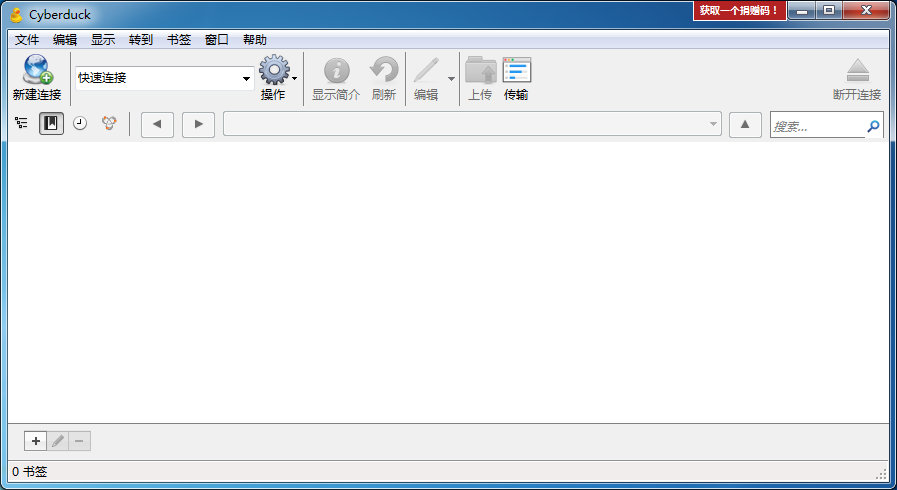 Cyberduck
获取一个捐赠码！
文件 编辑 显示 转到 书签 窗口 帮助
新建连接
快速连接
操作
显示简介
刷新
编辑
上传
传输
断开连接
搜索...
0 书签